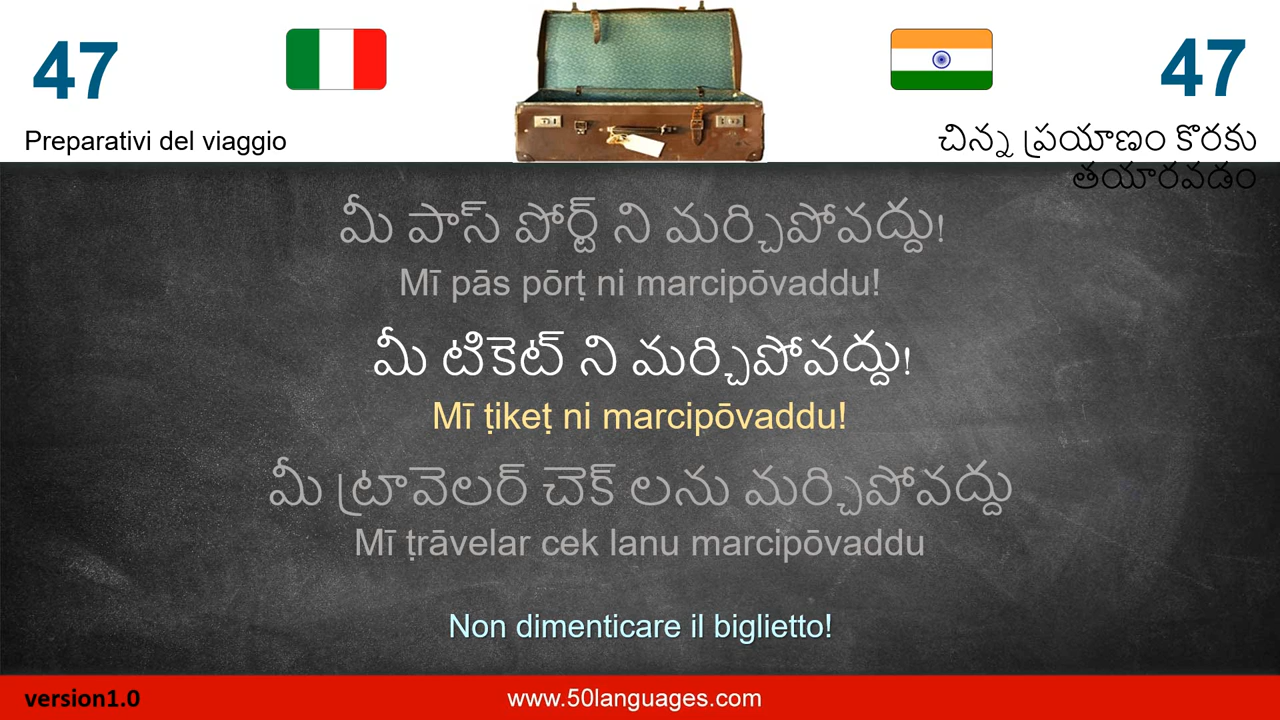 47
47
Preparativi del viaggio
చిన్న ప్రయాణం కొరకు
తయారవడం
మీ పాస్ పోర్ట్ ని మర్చిపోవద్దు!
Mī pās pōrṭ ni marcipōvaddu!
మీ టికెట్ ని మర్చిపోవద్దు!
Mī ṭikeṭ ni marcipōvaddu!
మీ ట్రావెలర్ చెక్ లను మర్చిపోవద్దు
Mī ṭrāvelar cek lanu marcipōvaddu
Non dimenticare il biglietto!
version1.0
www.50languages.com